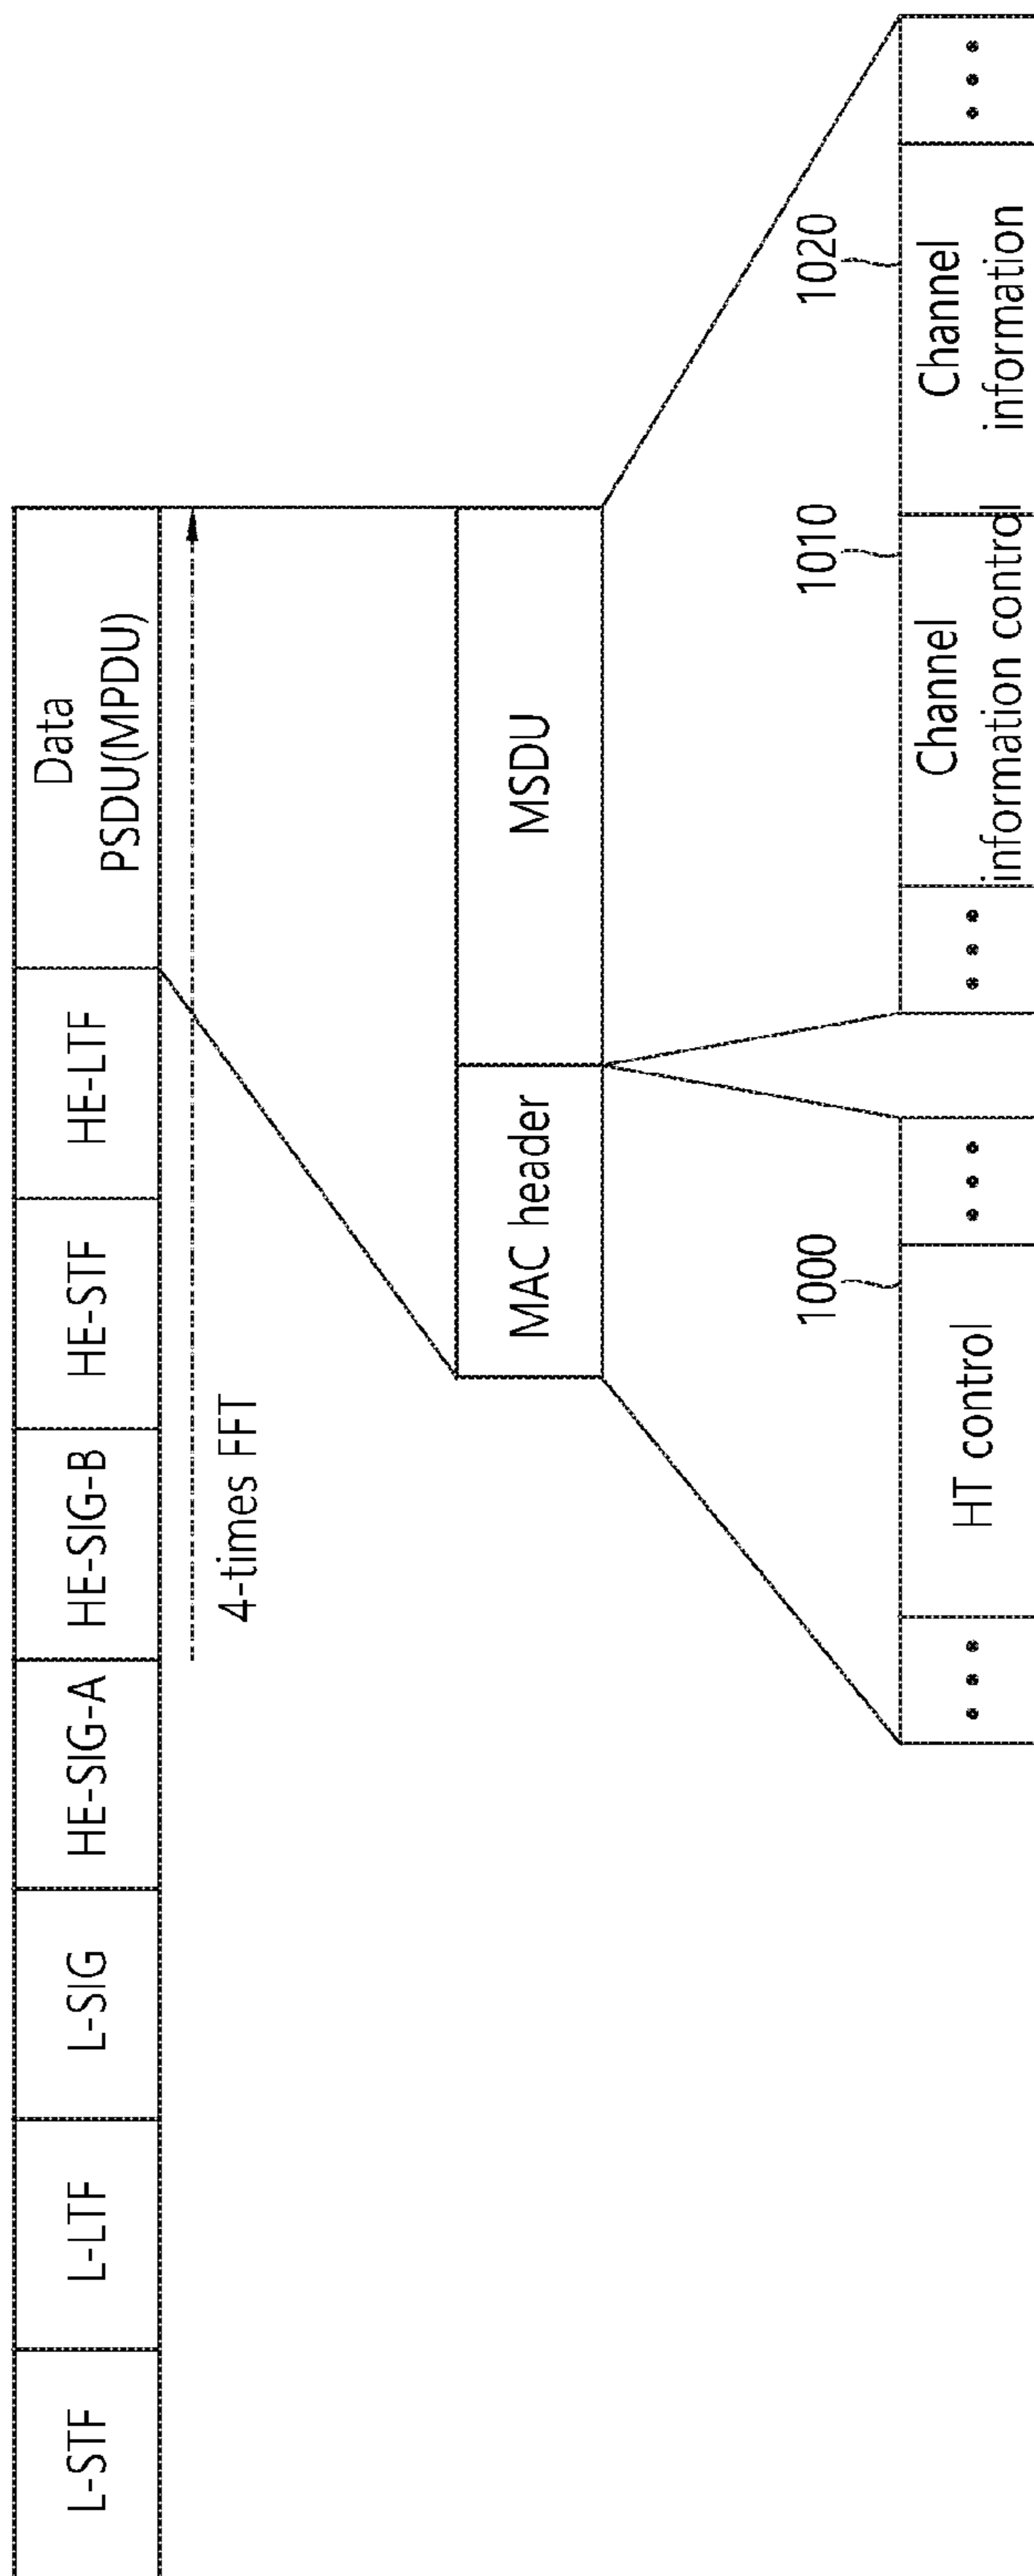 L-STF
L-LTF
L-SIG
HE-SIG-A
HE-SIG-B
HE-STF
HE-LTF
Data
PSDU(MPDU)
4-times FFT
MAC header
MSDU
1000
1010
1020
HT control
Channel
information control
Channel
information